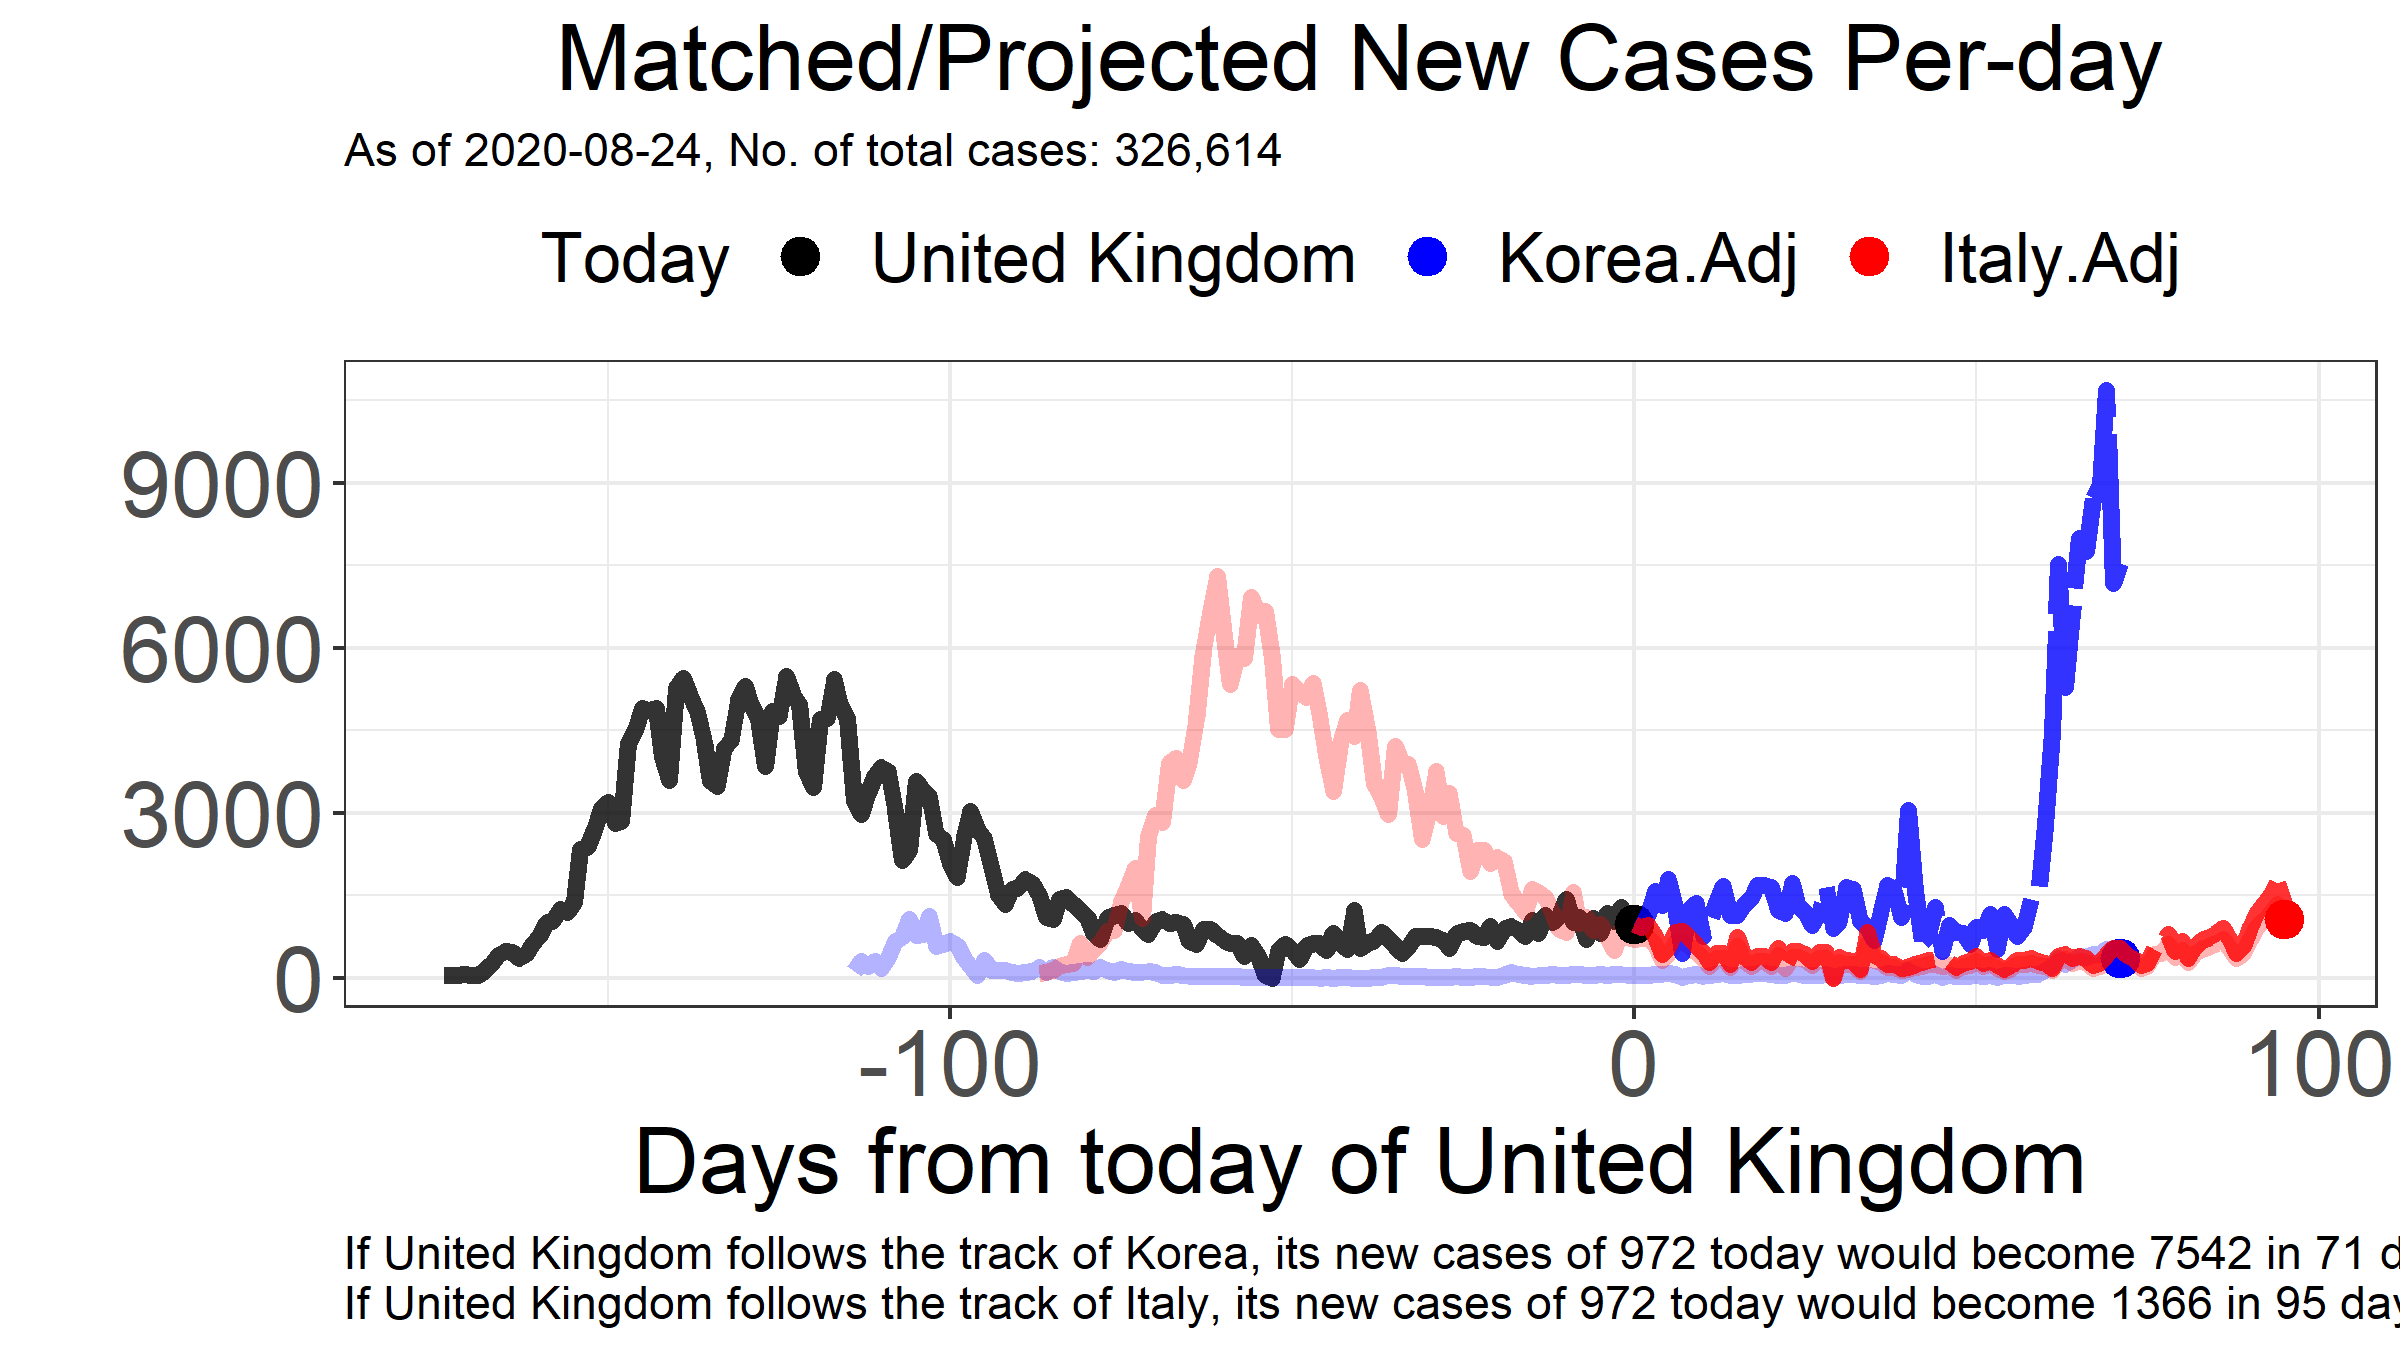 Matched/Projected New Cases Per-day
As of 2020-08-24, No. of total cases: 326,614
Today United Kingdom Korea.Adj Italy.Adj
9000
6000
3000
0
-100 0 100
Days from today of United Kingdom
If United Kingdom follows the track of Korea, its new cases of 972 today would become 7542 in 71 d
If United Kingdom follows the track of Italy, its new cases of 972 today would become 1366 in 95 day